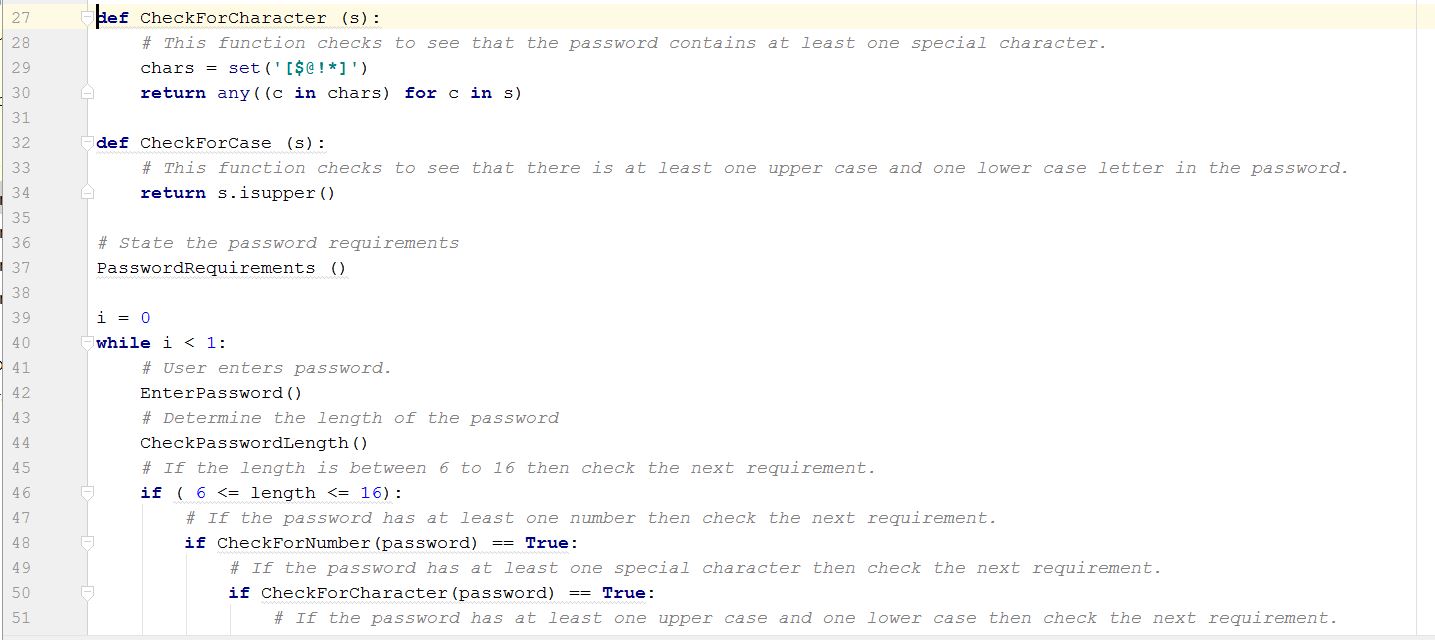 27 def CheckForCharacter (s):
28 # This function checks to see that the password contains at least one special character.
29 chars = set('[$@!*]')
30 return any((c in chars) for c in s)
31
32 def CheckForCase (s):
33 # This function checks to see that there is at least one upper case and one lower case letter in the password.
34 return s.isupper()
35
36 # State the password requirements
37 PasswordRequirements ()
38
39 i = 0
40 while i < 1:
41 # User enters password.
42 EnterPassword()
43 # Determine the length of the password
44 CheckPasswordLength()
45 # If the length is between 6 to 16 then check the next requirement.
46 if ( 6 <= length <= 16):
47 # If the password has at least one number then check the next requirement.
48 if CheckForNumber(password) == True:
49 # If the password has at least one special character then check the next requirement.
50 if CheckForCharacter(password) == True:
51 # If the password has at least one upper case and one lower case then check the next requirement.